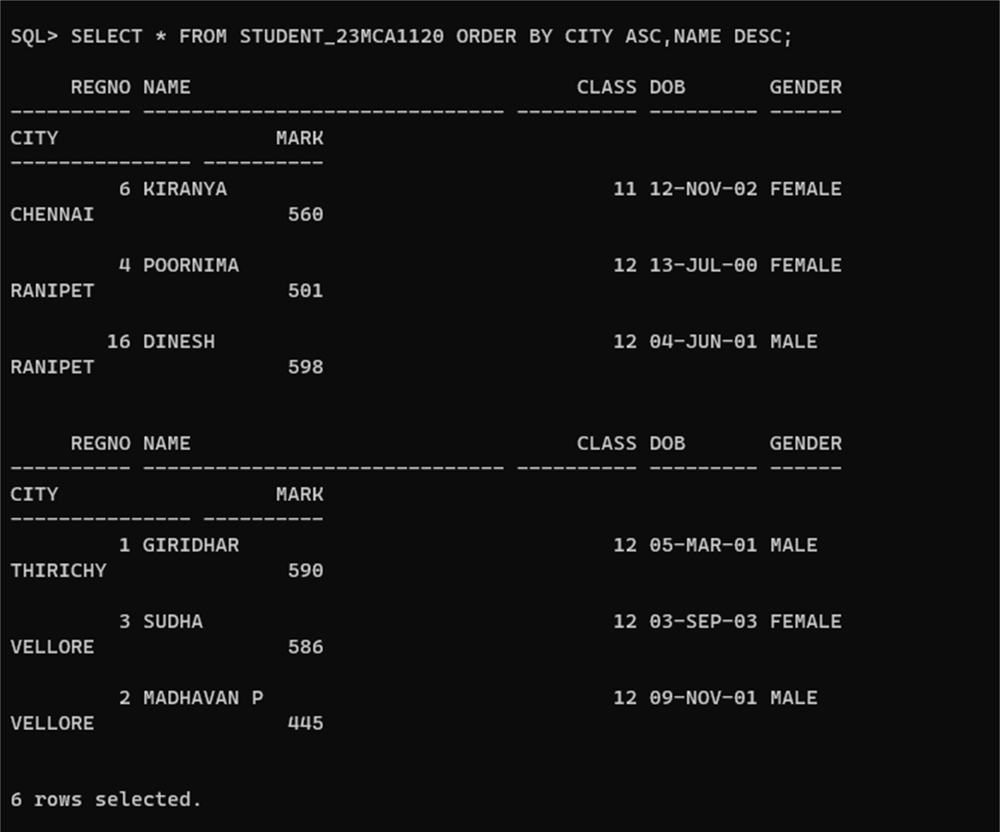 SQL> SELECT * FROM STUDENT_23MCA1120 ORDER BY CITY ASC,NAME DESC;
     REGNO NAME                                CLASS DOB       GENDER
---------- ------------------------------ ---------- --------- ------
CITY                  MARK
--------------- ----------
         6 KIRANYA                                11 12-NOV-02 FEMALE
CHENNAI                560
         4 POORNIMA                               12 13-JUL-00 FEMALE
RANIPET                501
        16 DINESH                                 12 04-JUN-01 MALE
RANIPET                598
     REGNO NAME                                CLASS DOB       GENDER
---------- ------------------------------ ---------- --------- ------
CITY                  MARK
--------------- ----------
         1 GIRIDHAR                               12 05-MAR-01 MALE
THIRICHY               590
         3 SUDHA                                  12 03-SEP-03 FEMALE
VELLORE                586
         2 MADHAVAN P                             12 09-NOV-01 MALE
VELLORE                445
6 rows selected.